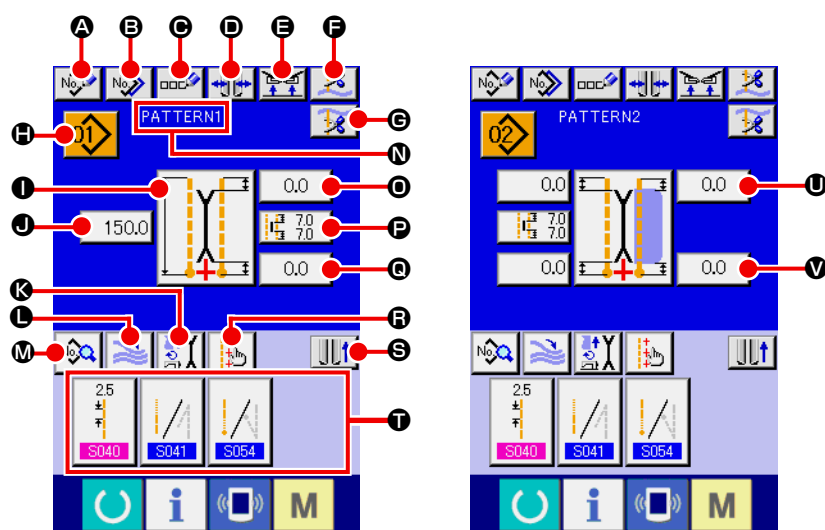 A B C D E F
No. No.
G
H 01 PATTERN1
N
I 0.0 O
J 150.0 7.0 7.0 P
0.0 Q
K
L R
M No. S
2.5
S040 S041 S054 T
i M
No. No.
02 PATTERN2
0.0 0.0 U
7.0
7.0
0.0 0.0 V
No.
2.5
S040 S041 S054
i M